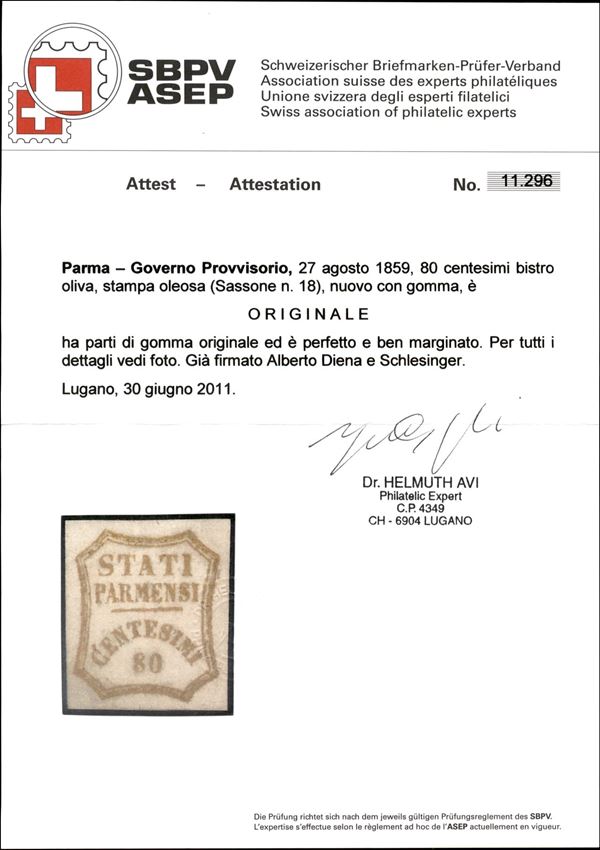 SBPV
ASEP
Schweizerischer Briefmarken-Prüfer-Verband
Association suisse des experts philatéliques
Unione svizzera degli esperti filatelici
Swiss association of philatelic experts
Attest – Attestation No. 11.296
Parma – Governo Provvisorio, 27 agosto 1859, 80 centesimi bistro
oliva, stampa oleosa (Sassone n. 18), nuovo con gomma, è
ORIGINALE
ha parti di gomma originale ed è perfetto e ben marginato. Per tutti i
dettagli vedi foto. Già firmato Alberto Diena e Schlesinger.
Lugano, 30 giugno 2011.
Dr. HELMUTH AVI
Philatelic Expert
C.P. 4349
CH - 6904 LUGANO
STATI
PARMENSI
CENTESIMI
80
Die Prüfung richtet sich nach dem jeweils gültigen Prüfungsreglement des SBPV.
L'expertise s'effectue selon le règlement ad hoc de l'ASEP actuellement en vigueur.